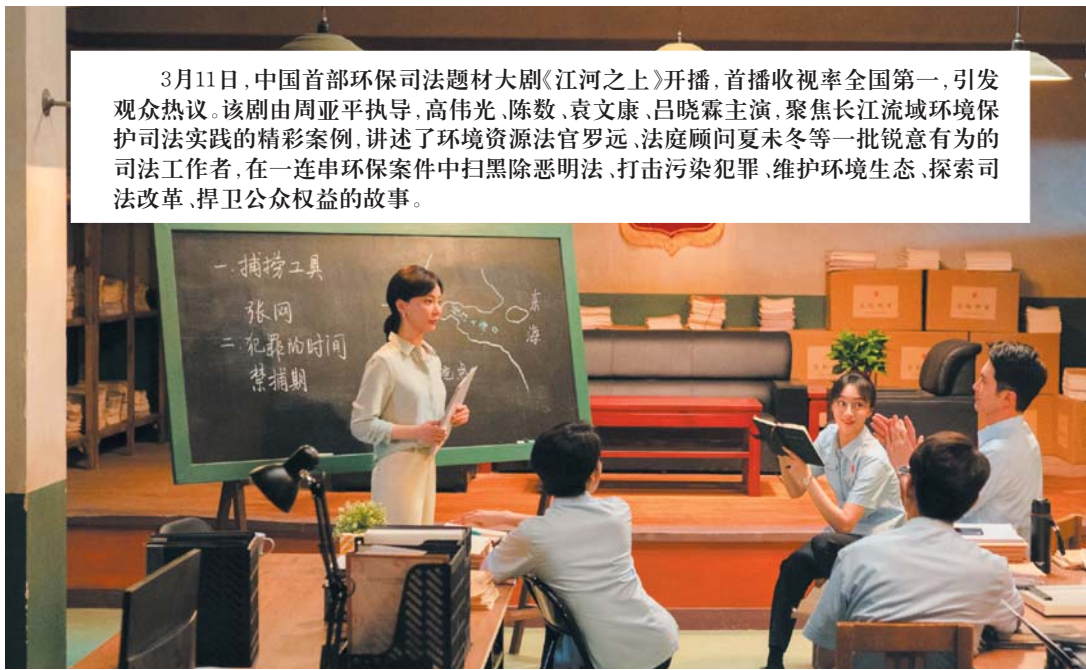 3月11日，中国首部环保司法题材大剧《江河之上》开播，首播收视率全国第一，引发
观众热议。该剧由周亚平执导，高伟光、陈数、袁文康、吕晓霖主演，聚焦长江流域环境保
护司法实践的精彩案例，讲述了环境资源法官罗远、法庭顾问夏未冬等一批锐意有为的
司法工作者，在一连串环保案件中扫黑除恶明法、打击污染犯罪、维护环境生态、探索司
法改革、捍卫公众权益的故事。
一.捕捞工具
张网
二.犯罪的时间
禁捕期
东
海